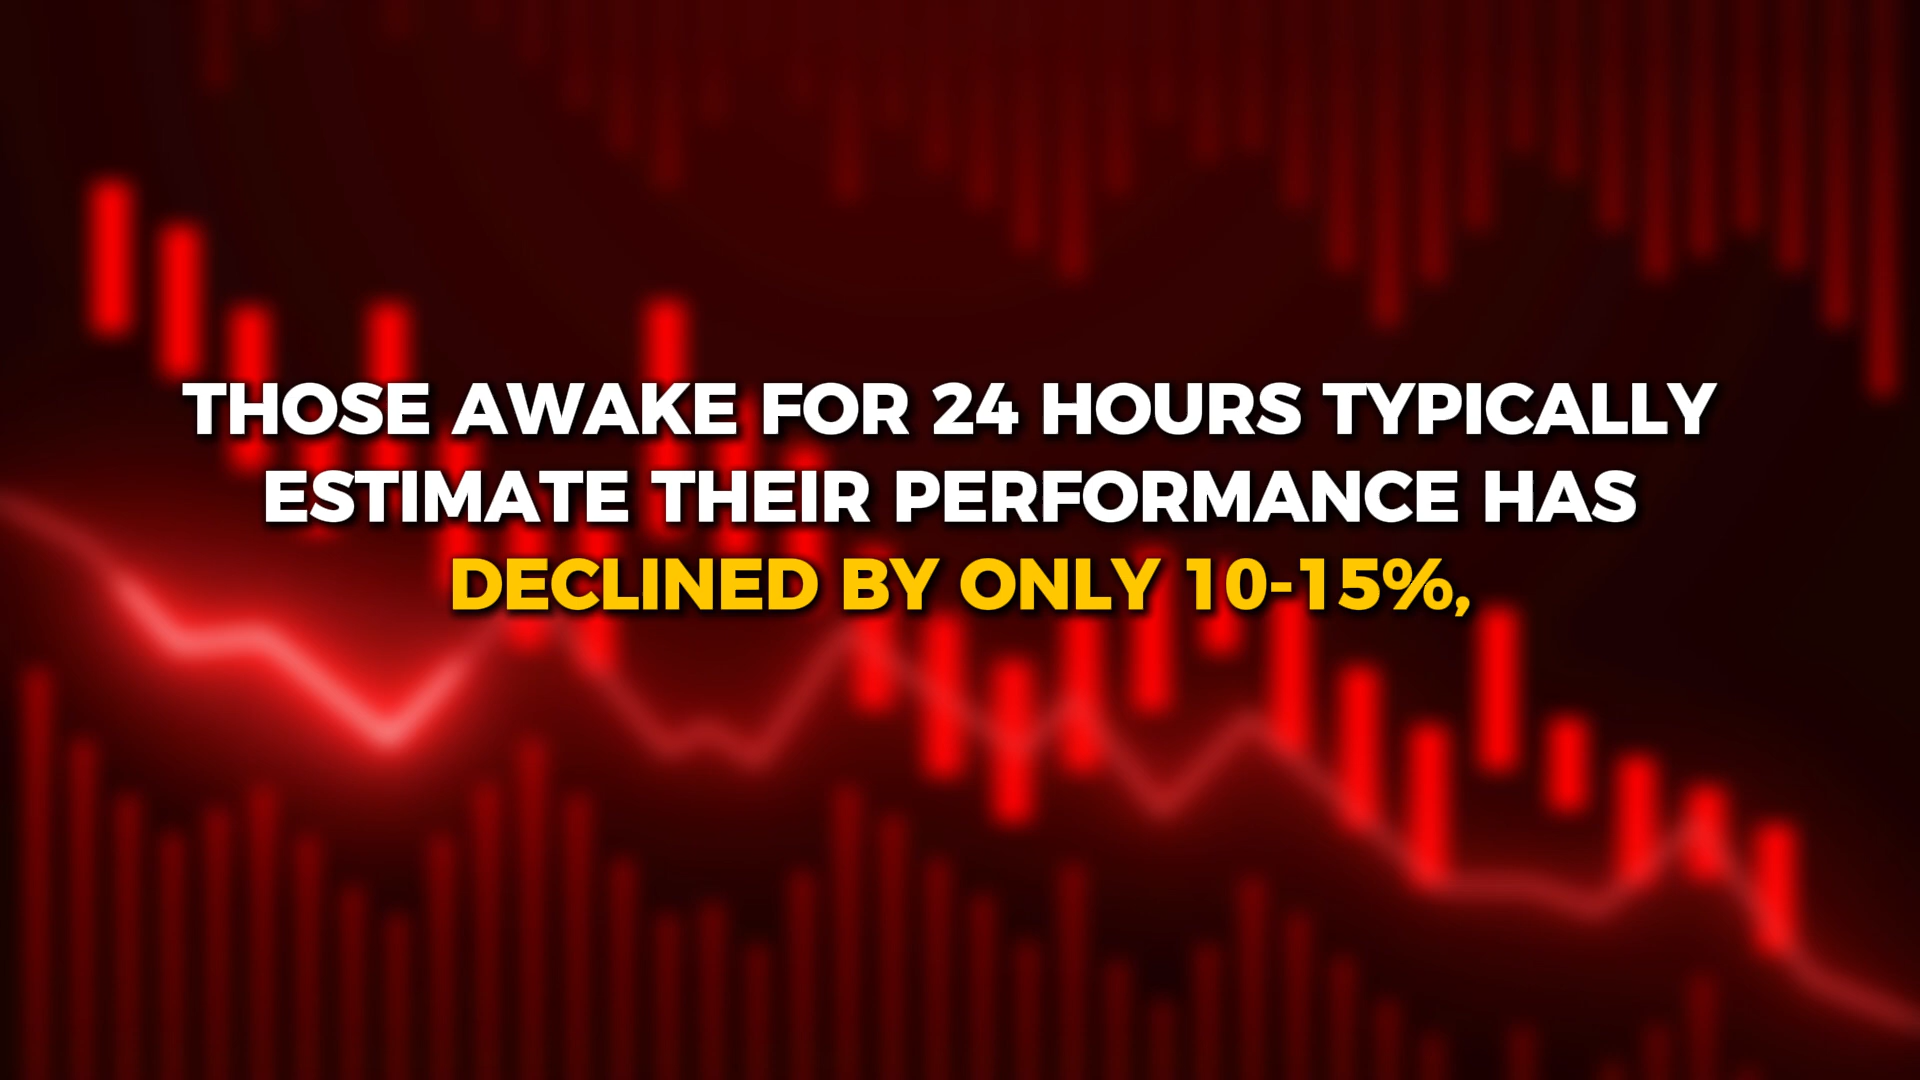 THOSE AWAKE FOR 24 HOURS TYPICALLY
ESTIMATE THEIR PERFORMANCE HAS
DECLINED BY ONLY 10-15%,